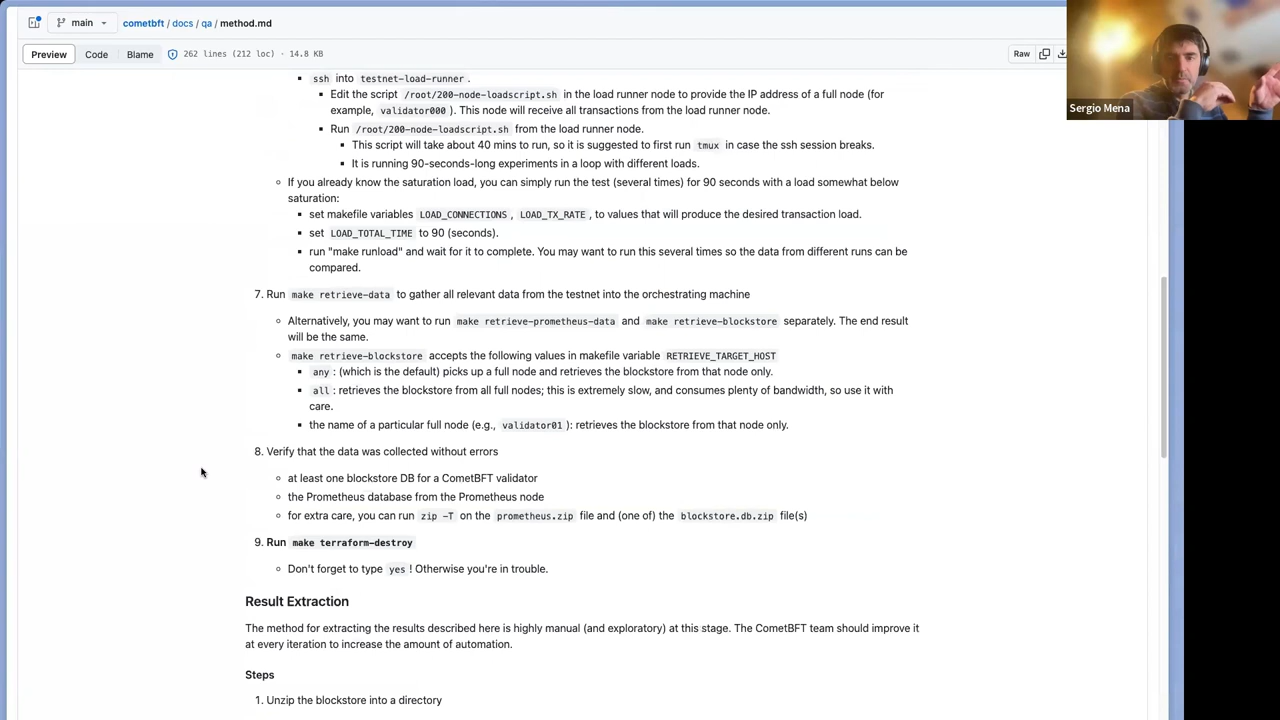 main
cometbft / docs / qa / method.md
Preview Code Blame 262 lines (212 loc) · 14.8 KB Raw
Sergio Mena
ssh into testnet-load-runner .
Edit the script /root/200-node-loadscript.sh in the load runner node to provide the IP address of a full node (for
example, validator000 ). This node will receive all transactions from the load runner node.
Run /root/200-node-loadscript.sh from the load runner node.
This script will take about 40 mins to run, so it is suggested to first run tmux in case the ssh session breaks.
It is running 90-seconds-long experiments in a loop with different loads.
If you already know the saturation load, you can simply run the test (several times) for 90 seconds with a load somewhat below
saturation:
set makefile variables LOAD_CONNECTIONS , LOAD_TX_RATE , to values that will produce the desired transaction load.
set LOAD_TOTAL_TIME to 90 (seconds).
run "make runload" and wait for it to complete. You may want to run this several times so the data from different runs can be
compared.
7. Run make retrieve-data to gather all relevant data from the testnet into the orchestrating machine
Alternatively, you may want to run make retrieve-prometheus-data and make retrieve-blockstore separately. The end result
will be the same.
make retrieve-blockstore accepts the following values in makefile variable RETRIEVE_TARGET_HOST
any : (which is the default) picks up a full node and retrieves the blockstore from that node only.
all : retrieves the blockstore from all full nodes; this is extremely slow, and consumes plenty of bandwidth, so use it with
care.
the name of a particular full node (e.g., validator01 ): retrieves the blockstore from that node only.
8. Verify that the data was collected without errors
at least one blockstore DB for a CometBFT validator
the Prometheus database from the Prometheus node
for extra care, you can run zip -T on the prometheus.zip file and (one of) the blockstore.db.zip file(s)
9. Run make terraform-destroy
Don't forget to type yes ! Otherwise you're in trouble.
Result Extraction
The method for extracting the results described here is highly manual (and exploratory) at this stage. The CometBFT team should improve it
at every iteration to increase the amount of automation.
Steps
1. Unzip the blockstore into a directory